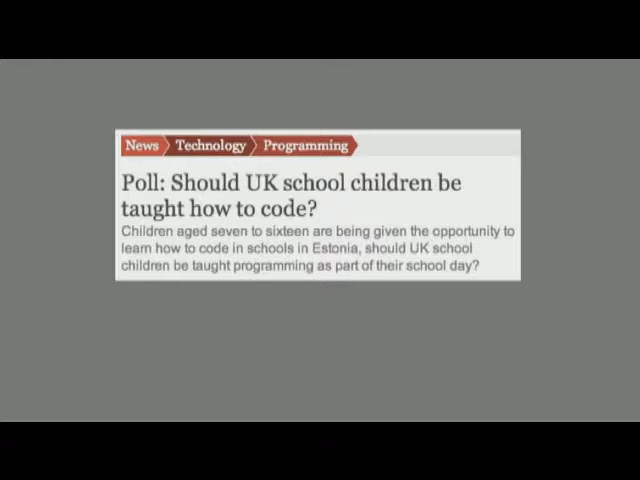 News Technology Programming
Poll: Should UK school children be
taught how to code?
Children aged seven to sixteen are being given the opportunity to
learn how to code in schools in Estonia, should UK school
children be taught programming as part of their school day?